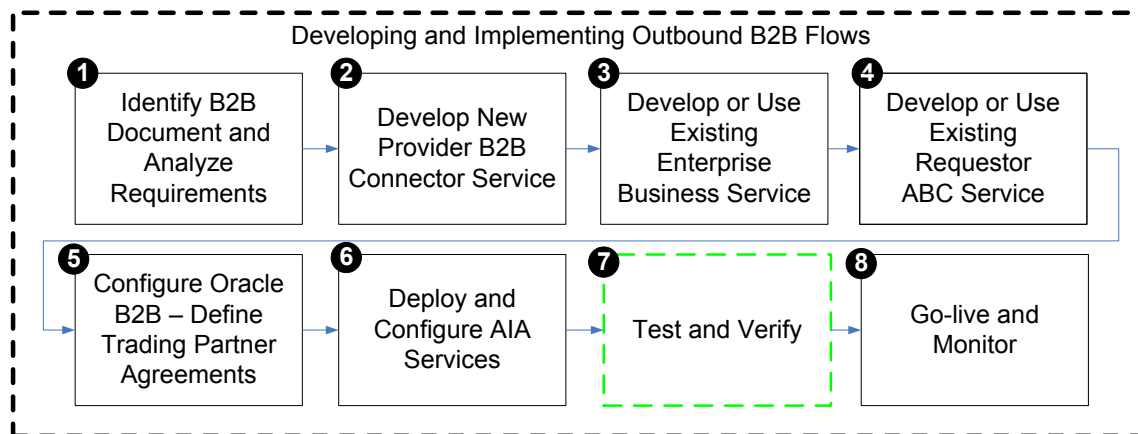 Developing and Implementing Outbound B2B Flows
1
Identify B2B
Document and
Analyze
Requirements
2
Develop New
Provider B2B
Connector Service
3
Develop or Use
Existing
Enterprise
Business Service
4
Develop or Use
Existing
Requestor
ABC Service
5
Configure Oracle
B2B – Define
Trading Partner
Agreements
6
Deploy and
Configure AIA
Services
7
Test and Verify
8
Go-live and
Monitor